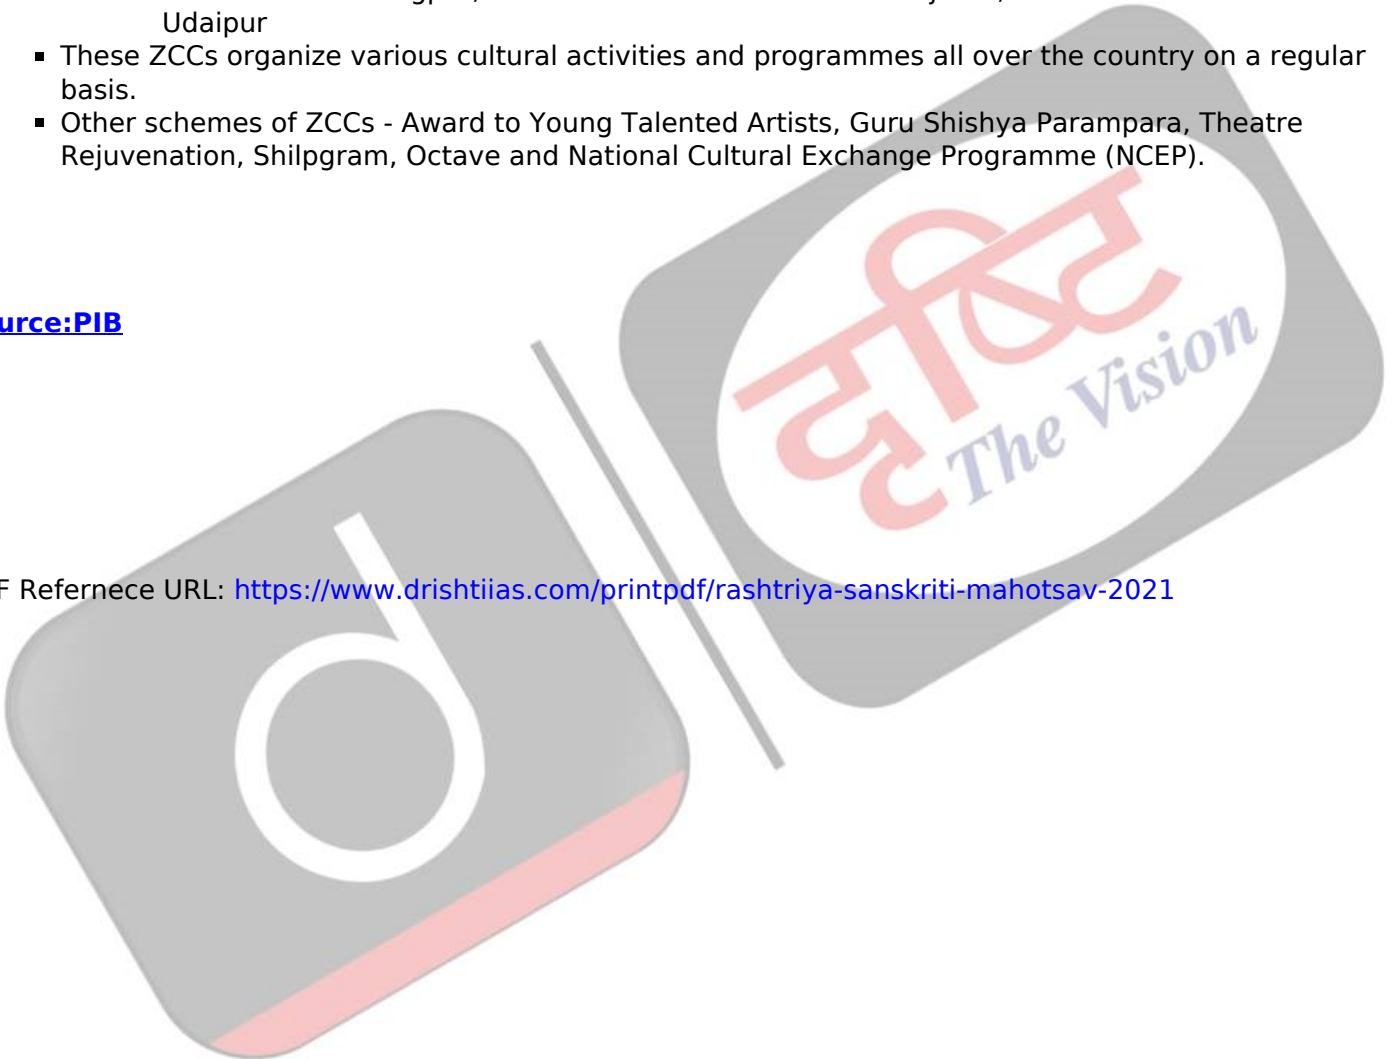 Udaipur
▪ These ZCCs organize various cultural activities and programmes all over the country on a regular
basis.
▪ Other schemes of ZCCs - Award to Young Talented Artists, Guru Shishya Parampara, Theatre
Rejuvenation, Shilpgram, Octave and National Cultural Exchange Programme (NCEP).
urce:PIB
F Refernece URL: https://www.drishtiias.com/printpdf/rashtriya-sanskriti-mahotsav-2021
दृष्टि
The Vision
d